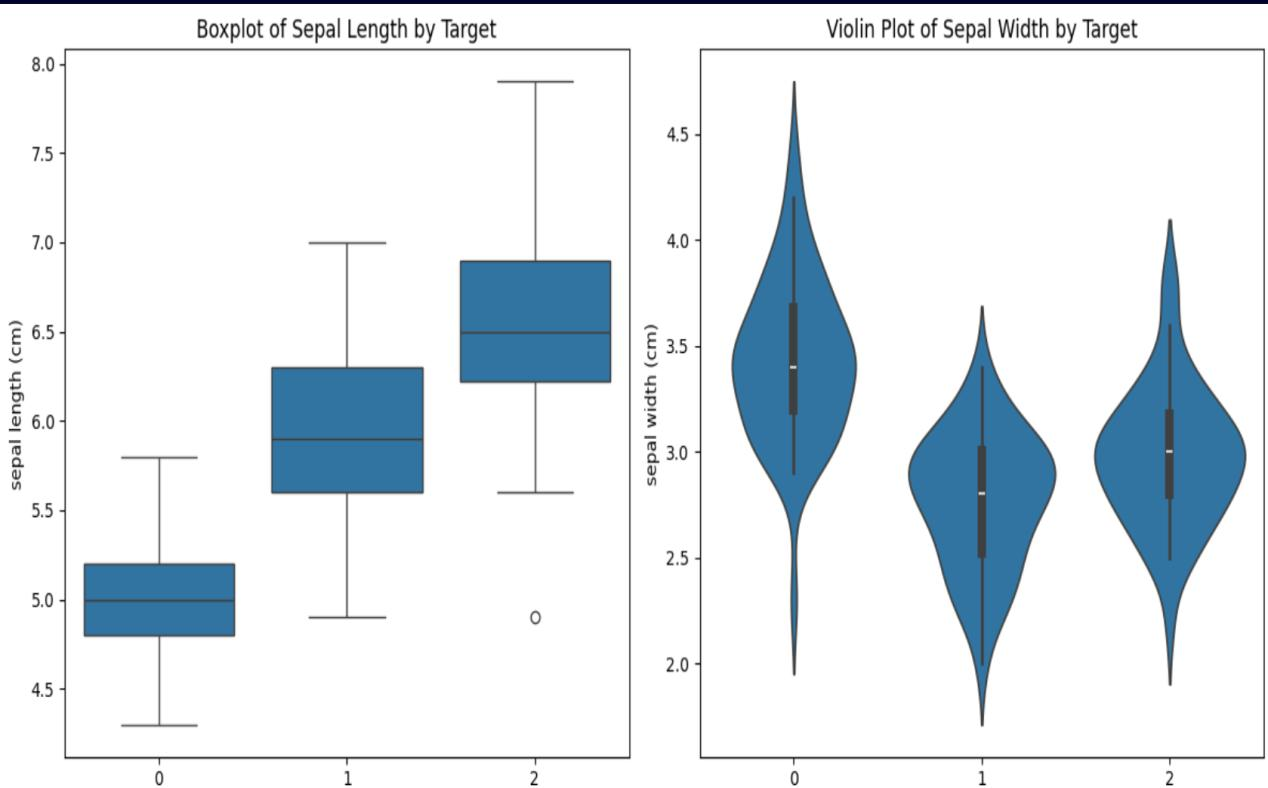 Boxplot of Sepal Length by Target
sepal length (cm)
8.0
7.5
7.0
6.5
6.0
5.5
5.0
4.5
0 1 2
Violin Plot of Sepal Width by Target
sepal width (cm)
4.5
4.0
3.5
3.0
2.5
2.0
0 1 2